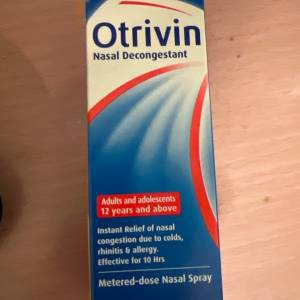 Otrivin
Nasal Decongestant
Adults and adolescents
12 years and above
Instant Relief of nasal
congestion due to colds,
rhinitis & allergy.
Effective for 10 Hrs
Metered-dose Nasal Spray